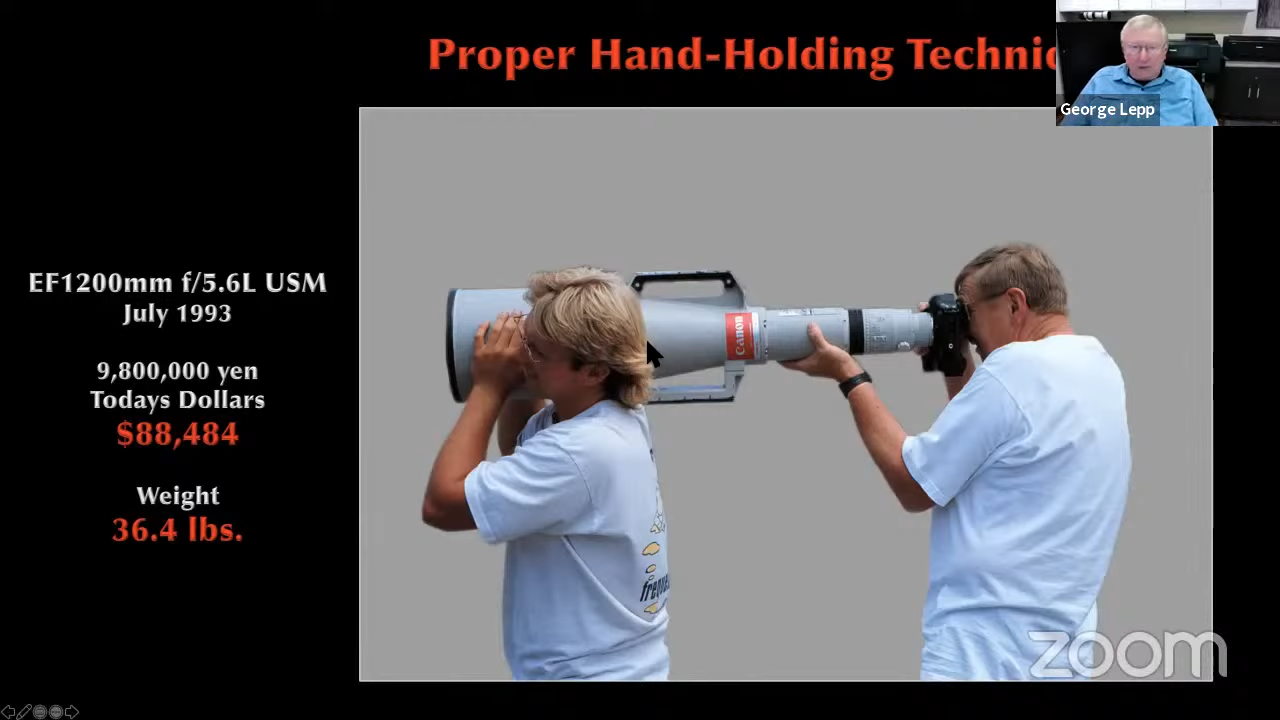 Proper Hand-Holding Technic
George Lepp
EF1200mm f/5.6L USM
July 1993
9,800,000 yen
Todays Dollars
$88,484
Weight
36.4 lbs.
Canon
zoom